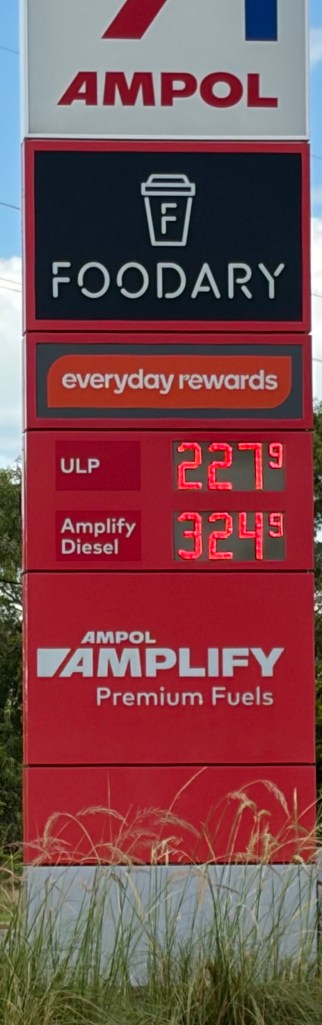 AMPOL
F
FOODARY
everyday rewards
ULP 227.9
Amplify
Diesel 324.9
AMPOL
AMPLIFY
Premium Fuels